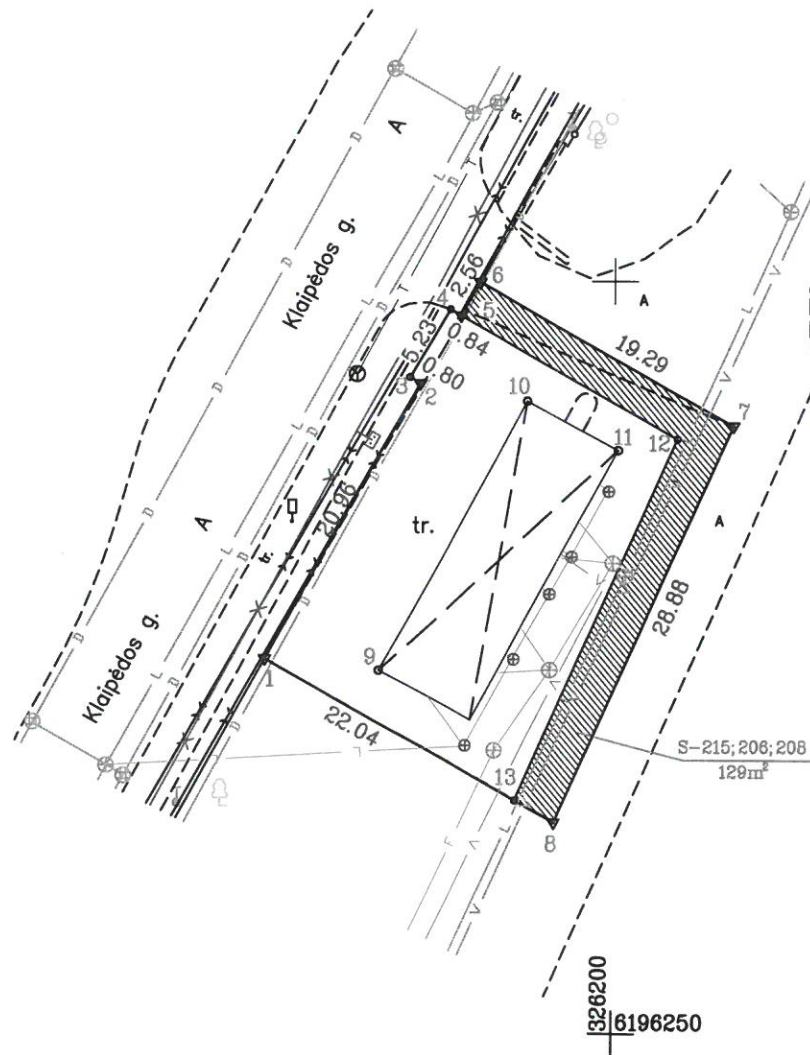 A
tr.
D
L
D
T
Klaipėdos g.
6
2.56
4
5
5.23
0.84
3
0.80
2
A
19.29
7
L
V
10
11
12
A
20.96
tr.
A
tr.
28.88
9
1
Klaipėdos g.
22.04
S-215;206;208
129m²
13
8
326200
6196250